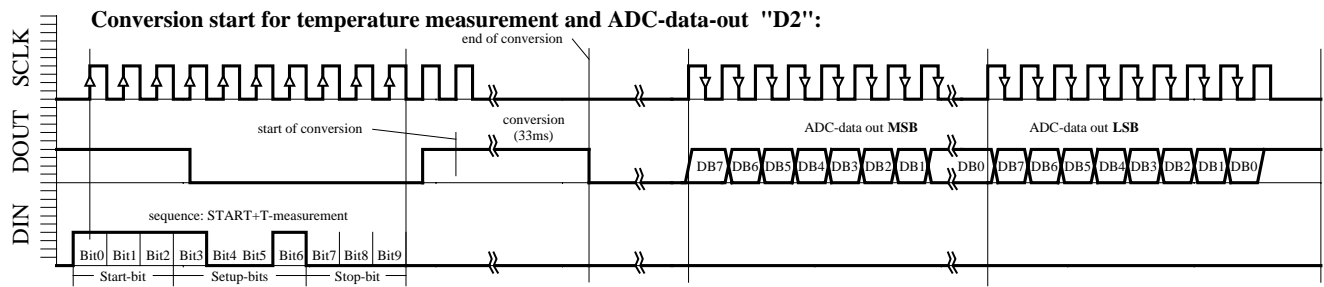 Conversion start for temperature measurement and ADC-data-out "D2":
end of conversion
SCLK
DOUT
start of conversion
conversion
(33ms)
ADC-data out MSB
ADC-data out LSB
DB7 DB6 DB5 DB4 DB3 DB2 DB1 DB0 DB7 DB6 DB5 DB4 DB3 DB2 DB1 DB0
DIN
sequence: START+T-measurement
Bit0 Bit1 Bit2 Bit3 Bit4 Bit5 Bit6 Bit7 Bit8 Bit9
Start-bit Setup-bits Stop-bit